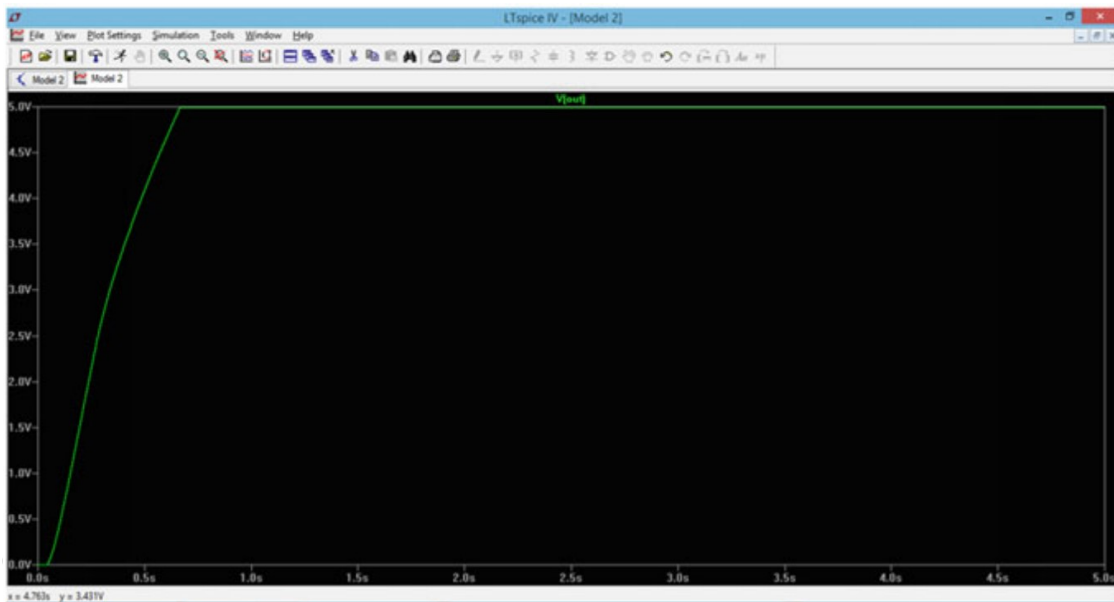 LTspice IV - [Model 2]
File View Plot Settings Simulation Tools Window Help
Model 2 Model 2
V[out]
5.0V
4.5V
4.0V
3.5V
3.0V
2.5V
2.0V
1.5V
1.0V
0.5V
0.0V
0.0s 0.5s 1.0s 1.5s 2.0s 2.5s 3.0s 3.5s 4.0s 4.5s 5.0s
x = 4.763s y = 3.431V